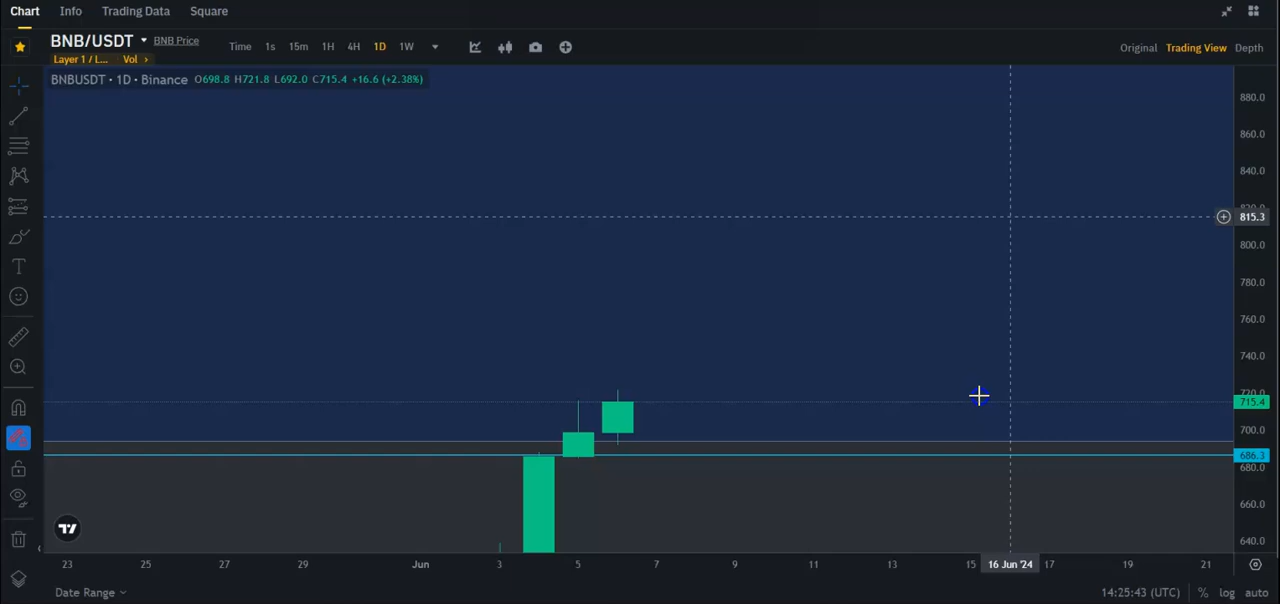 Chart Info Trading Data Square
BNB/USDT BNB Price Time 1s 15m 1H 4H 1D 1W Original Trading View Depth
Layer 1 / L... Vol
BNBUSDT · 1D · Binance O698.8 H721.8 L692.0 C715.4 +16.6 (+2.38%)
880.0
860.0
840.0
820.0
815.3
800.0
780.0
760.0
740.0
720.0
715.4
700.0
686.3
680.0
660.0
640.0
23 25 27 29 Jun 3 5 7 9 11 13 15 16 Jun '24 17 19 21
Date Range 14:25:43 (UTC) % log auto